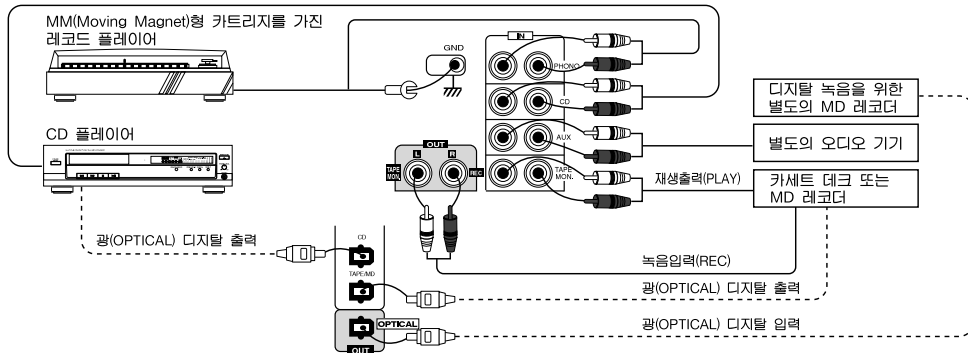 MM(Moving Magnet)형 카트리지를 가진
레코드 플레이어
GND
IN
PHONO
CD
AUX
TAPE
MON.
CD 플레이어
OUT
L
R
TAPE
MON.
REC
디지탈 녹음을 위한
별도의 MD 레코더
별도의 오디오 기기
재생출력(PLAY)
카세트 데크 또는
MD 레코더
광(OPTICAL) 디지탈 출력
CD
TAPE/MD
OPTICAL
OUT
녹음입력(REC)
광(OPTICAL) 디지탈 출력
광(OPTICAL) 디지탈 입력